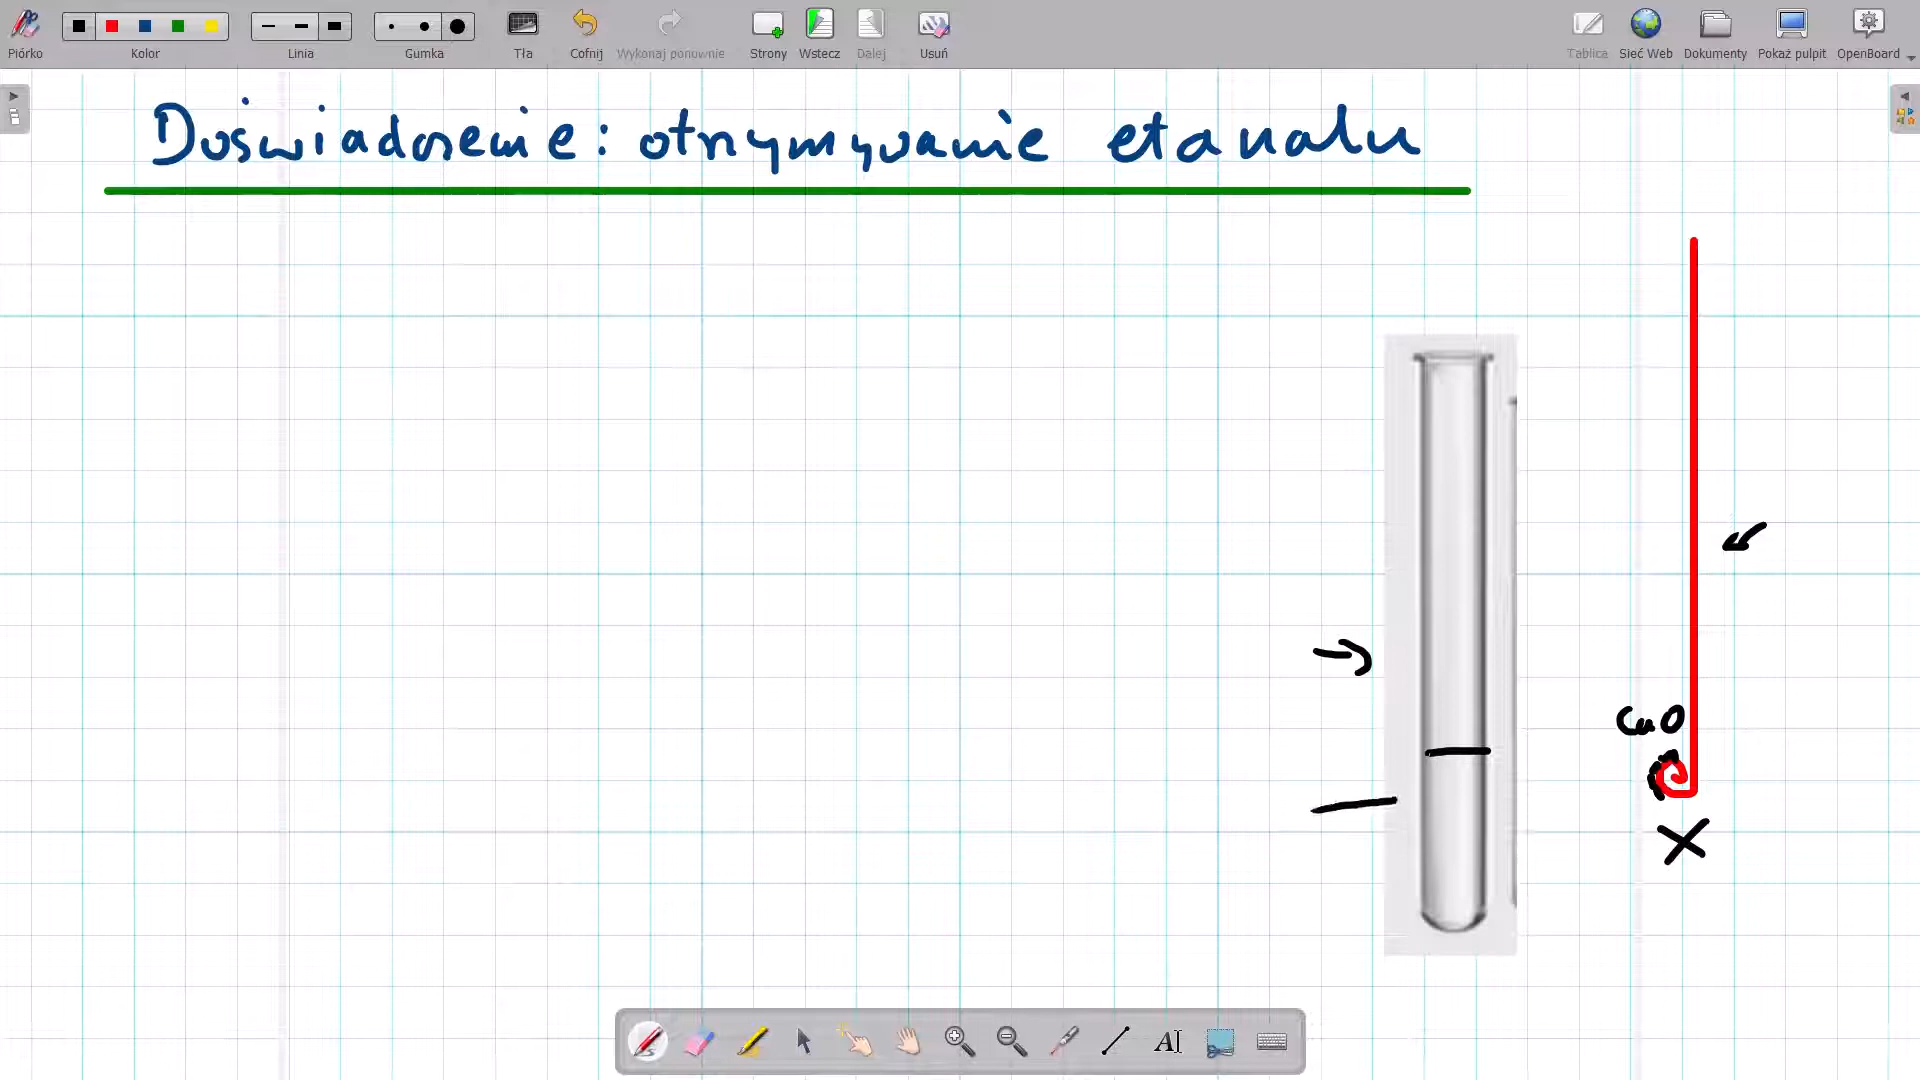 Piórko
Kolor
Linia
Gumka
Tła
Cofnij
Wykonaj ponownie
Strony
Wstecz
Dalej
Usuń
Tablica
Sieć Web
Dokumenty
Pokaż pulpit
OpenBoard
Doświadczenie: otrzymywanie etanalu
CuO
X
A